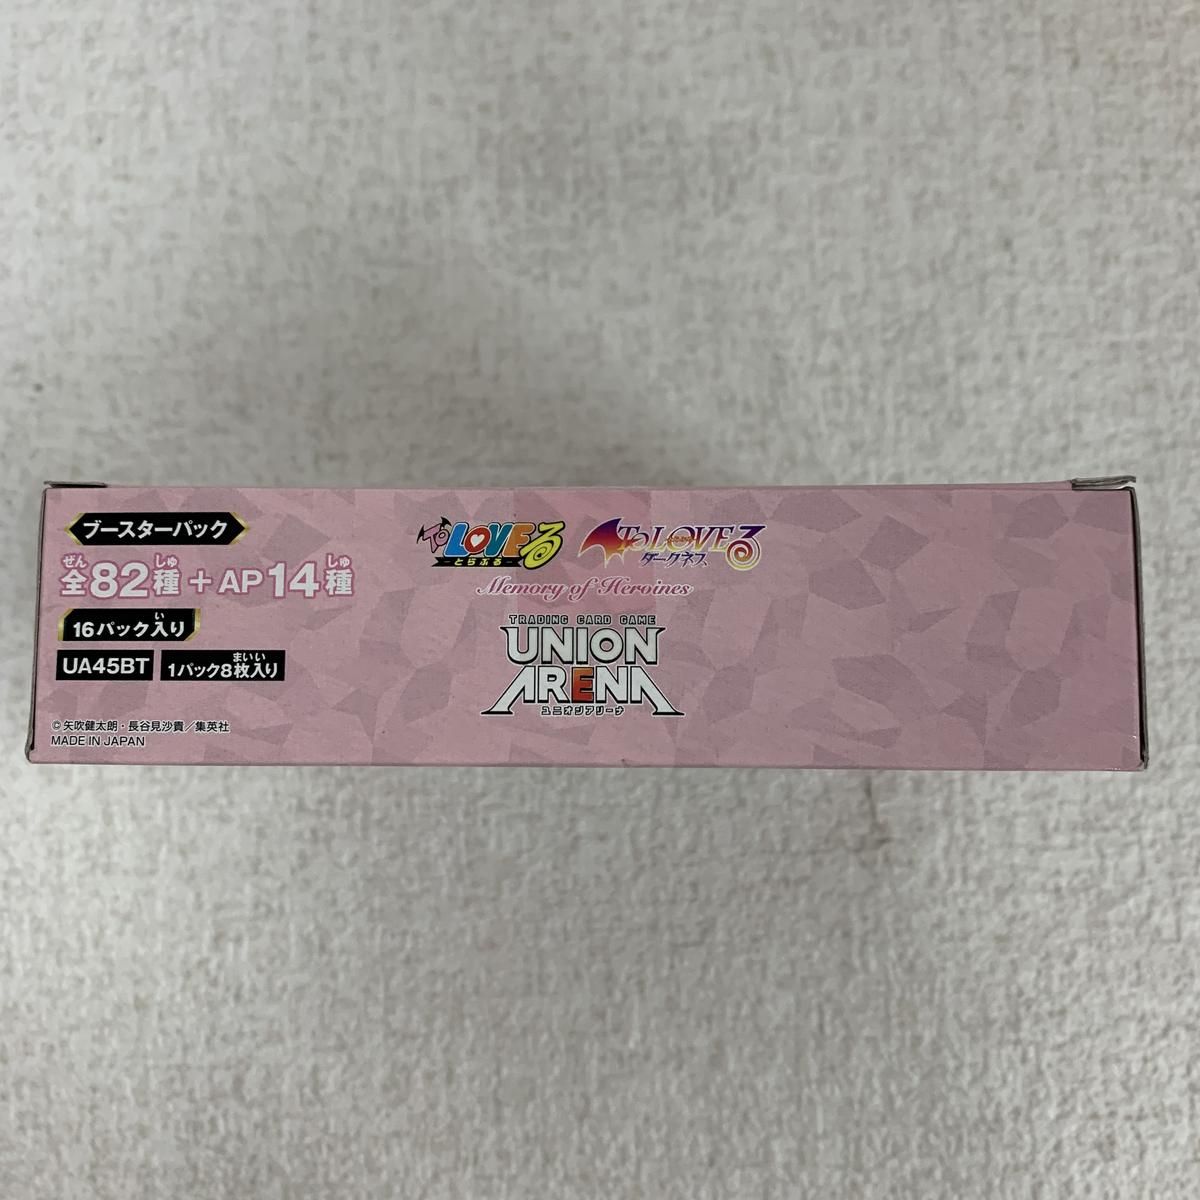 ブースターパック
ぜん しゅ しゅ
全82種+AP14種
い
16パック入り
まいい
UA45BT 1パック8枚入り
©矢吹健太朗・長谷見沙貴／集英社
MADE IN JAPAN
To LOVEる
-とらぶる-
To LOVEる
とらぶる
ダークネス
Memory of Heroines
TRADING CARD GAME
UNION
ARENA
ユニオンアリーナ